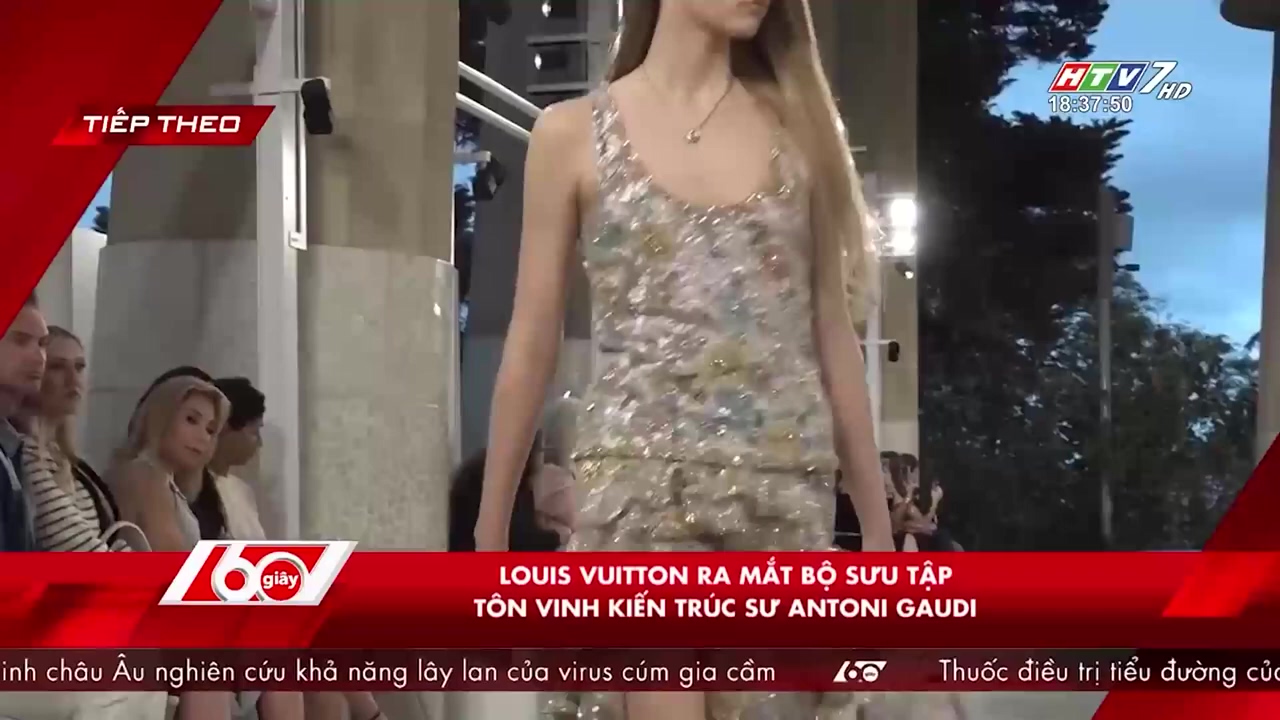 HTV7 HD
18:37:50
TIẾP THEO
60 giây
LOUIS VUITTON RA MẮT BỘ SƯU TẬP
TÔN VINH KIẾN TRÚC SƯ ANTONI GAUDI
inh châu Âu nghiên cứu khả năng lây lan của virus cúm gia cầm 60 giây Thuốc điều trị tiểu đường của